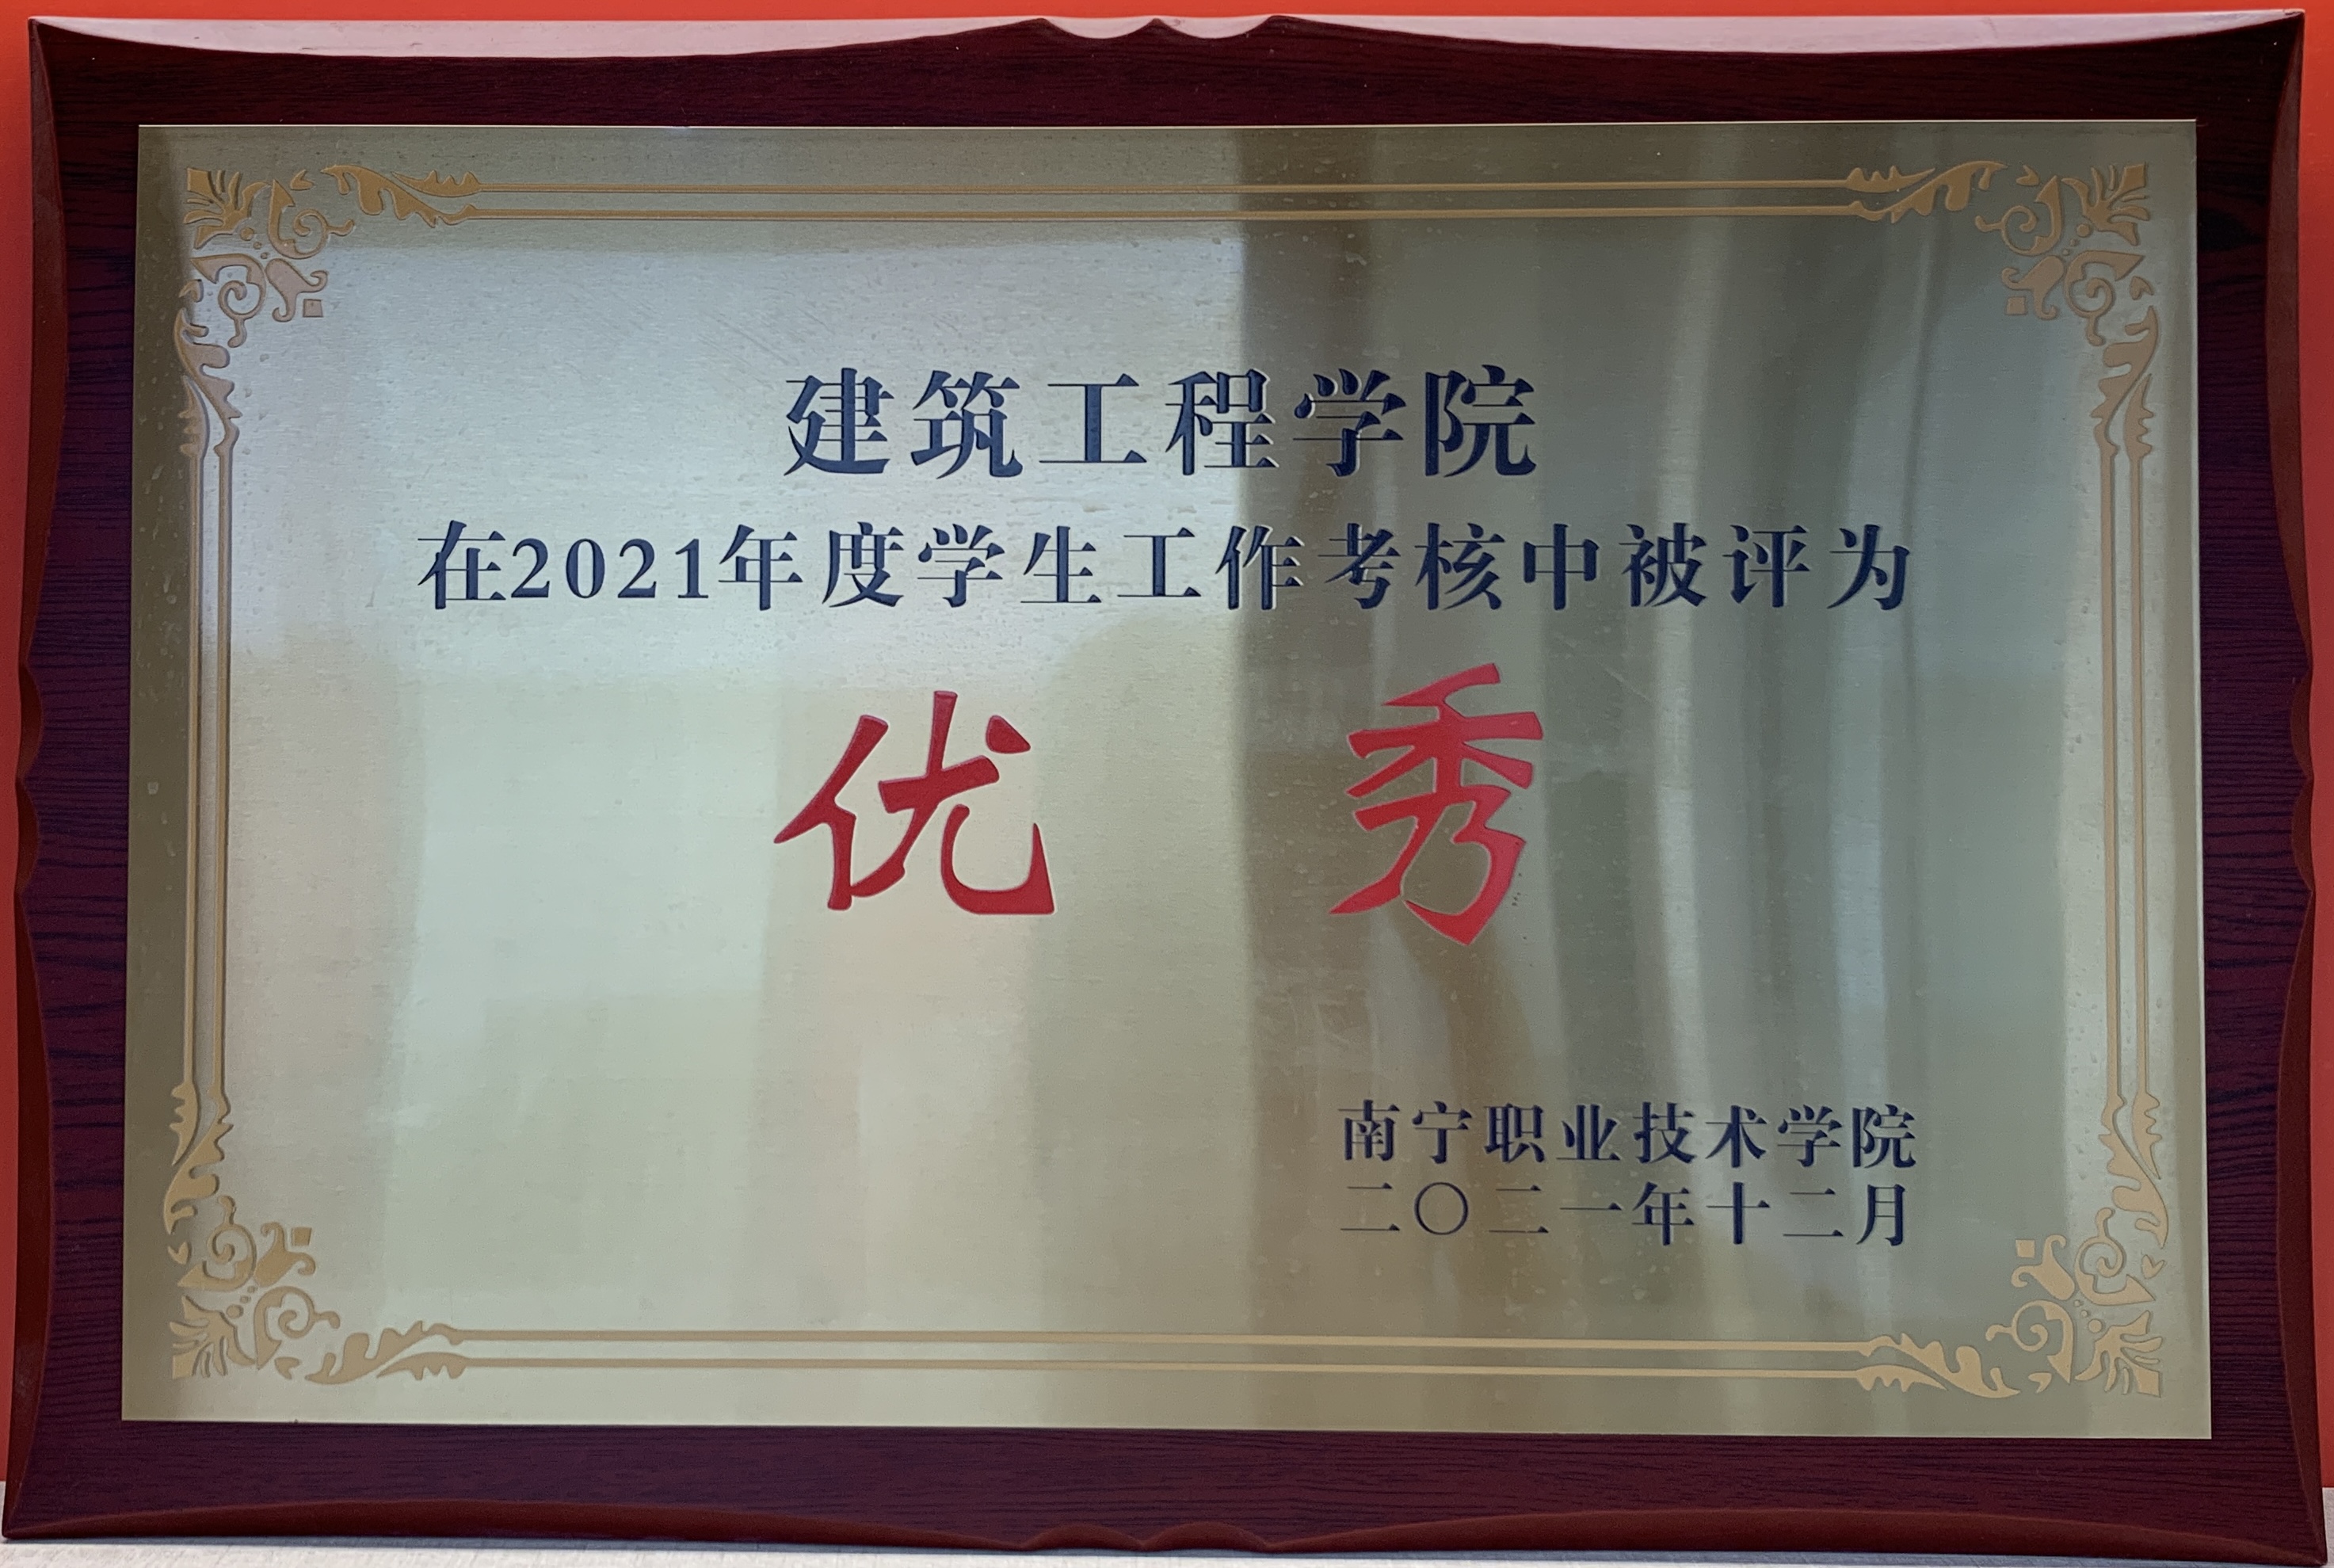 建筑工程学院
在2021年度学生工作考核中被评为
优 秀
南宁职业技术学院
二〇二一年十二月